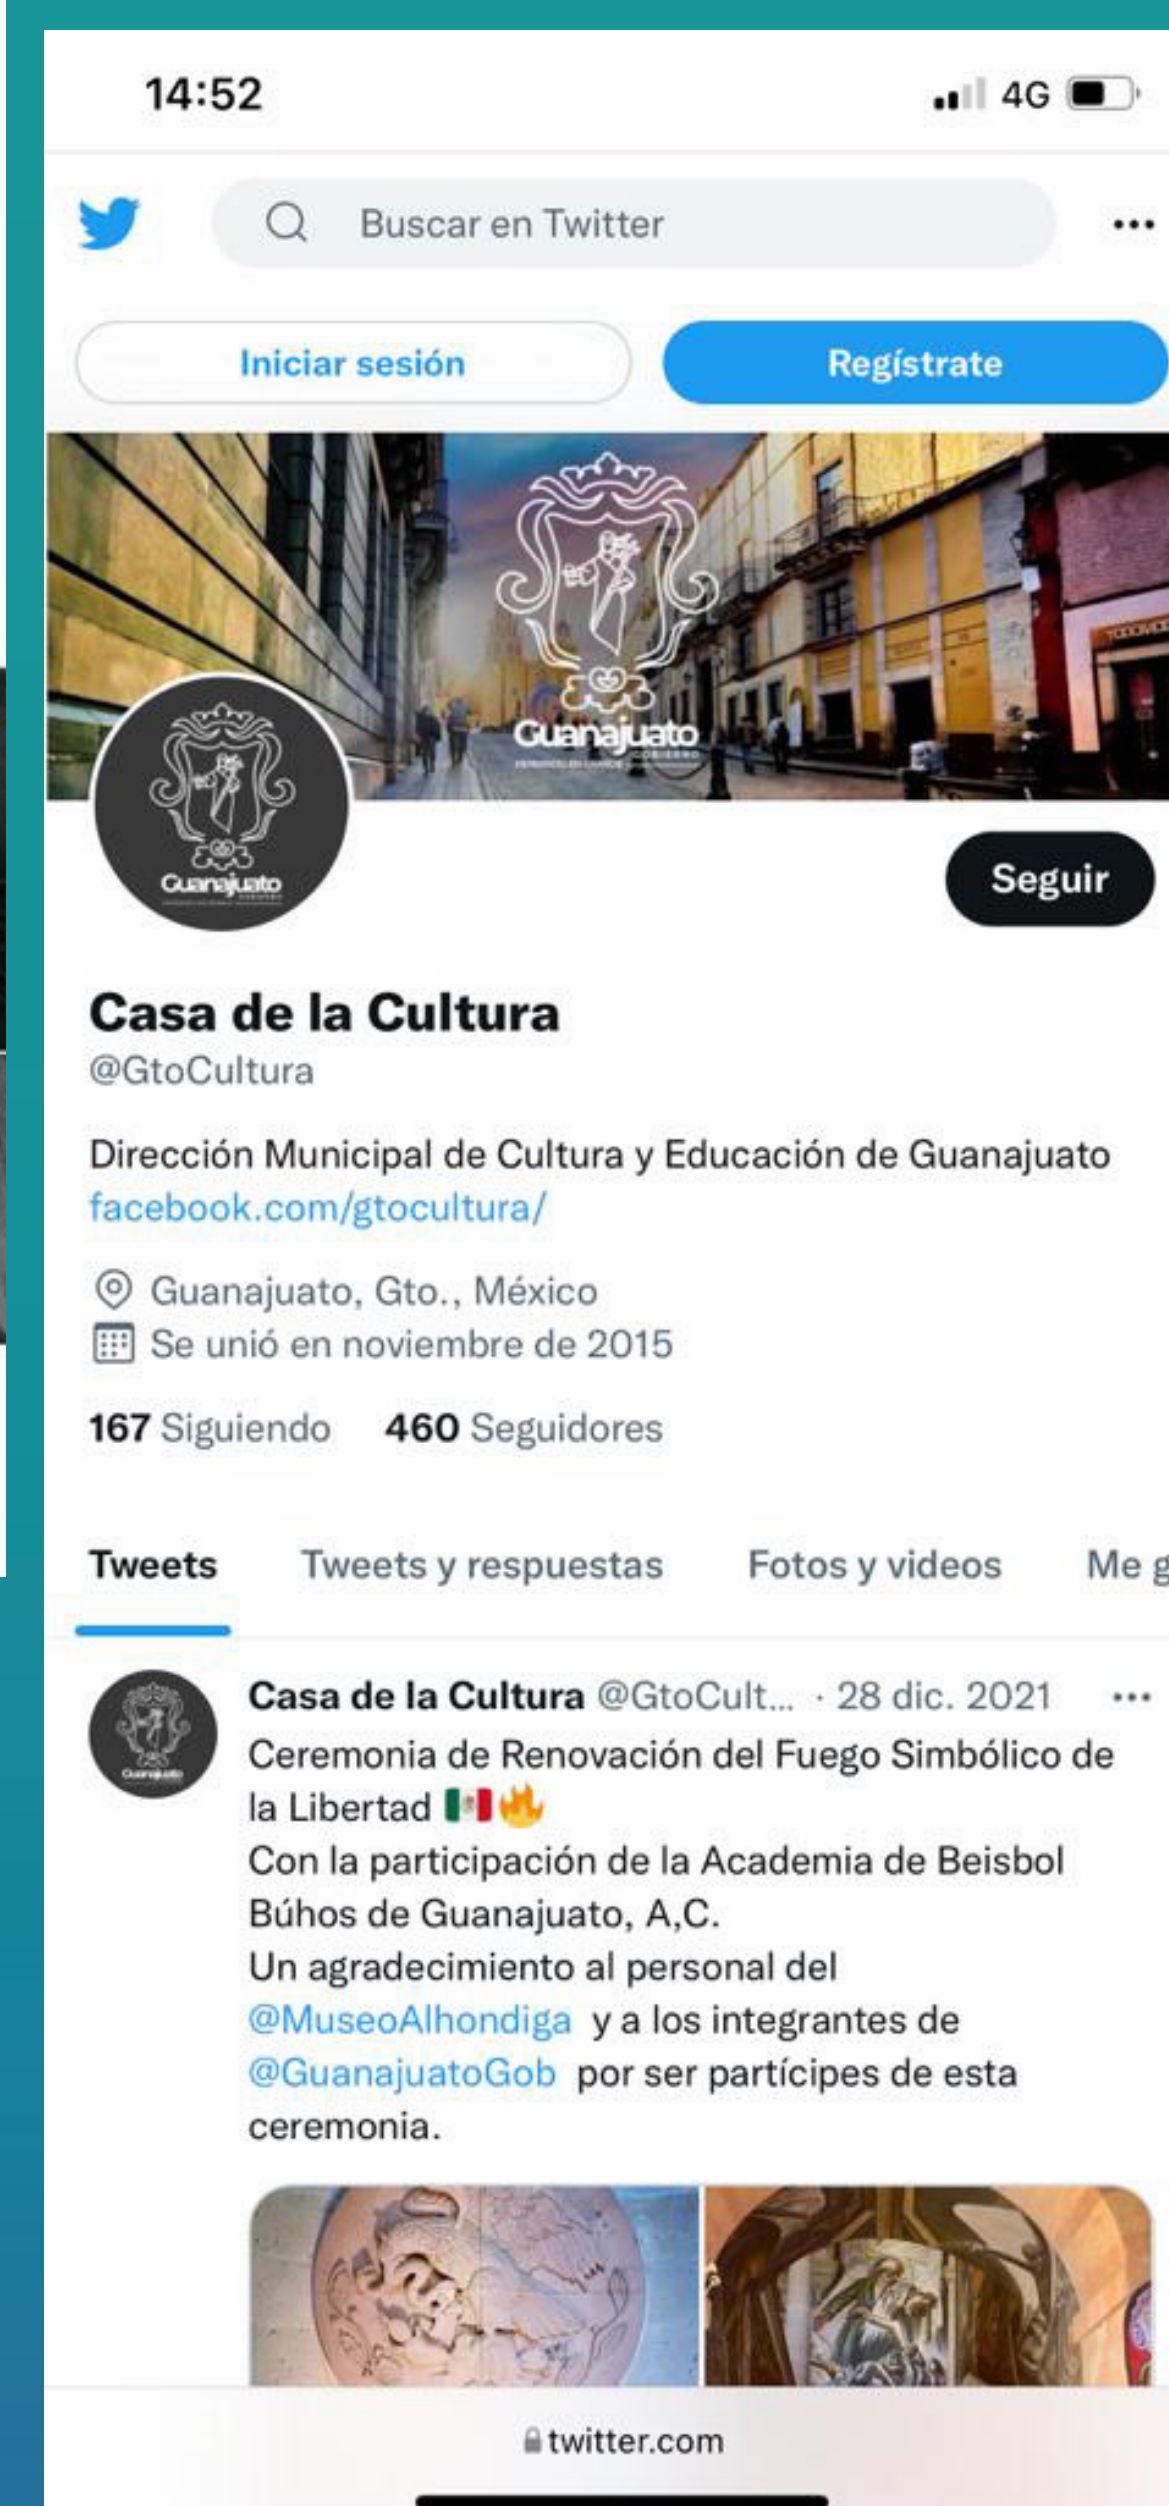 14:52
4G
Buscar en Twitter
Iniciar sesión
Regístrate
Guanajuato
GOBIERNO
Guanajuato
Seguir
Casa de la Cultura
@GtoCultura
Dirección Municipal de Cultura y Educación de Guanajuato
facebook.com/gtocultura/
Guanajuato, Gto., México
Se unió en noviembre de 2015
167 Siguiendo 460 Seguidores
Tweets Tweets y respuestas Fotos y videos Me g
Casa de la Cultura @GtoCult... · 28 dic. 2021
Ceremonia de Renovación del Fuego Simbólico de
la Libertad 🇲🇽🔥
Con la participación de la Academia de Beisbol
Búhos de Guanajuato, A,C.
Un agradecimiento al personal del
@MuseoAlhondiga y a los integrantes de
@GuanajuatoGob por ser partícipes de esta
ceremonia.
Guanajuato
twitter.com